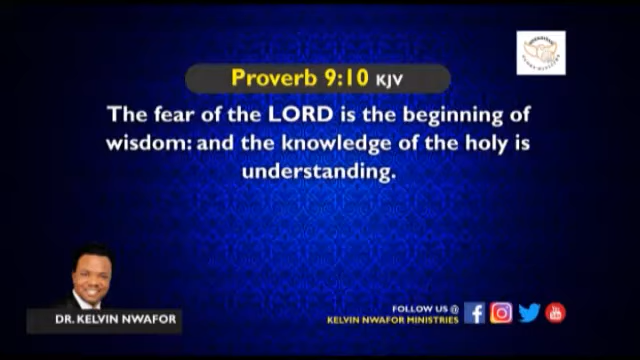 Proverb 9:10 KJV
The fear of the LORD is the beginning of
wisdom: and the knowledge of the holy is
understanding.
DR. KELVIN NWAFOR
FOLLOW US @
KELVIN NWAFOR MINISTRIES